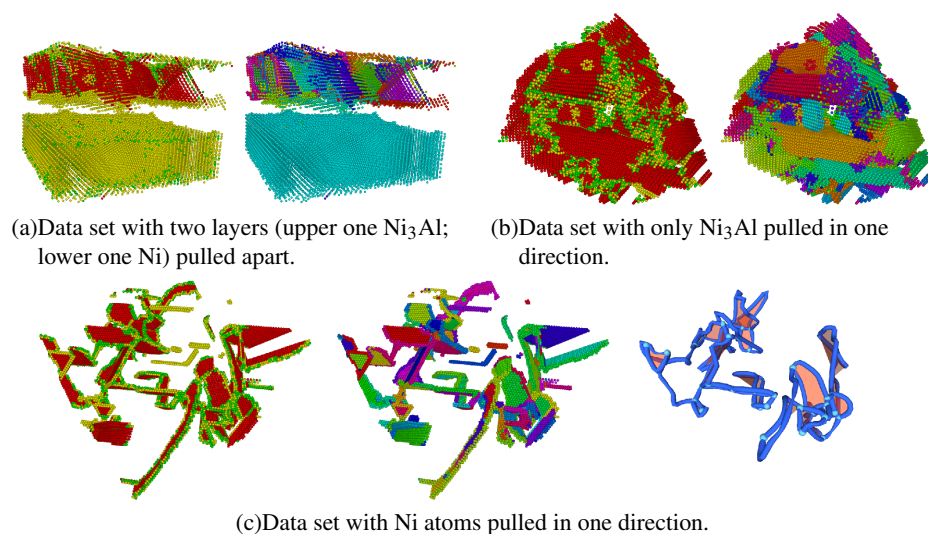 (a)Data set with two layers (upper one Ni₃Al;
lower one Ni) pulled apart.
(b)Data set with only Ni₃Al pulled in one
direction.
(c)Data set with Ni atoms pulled in one direction.